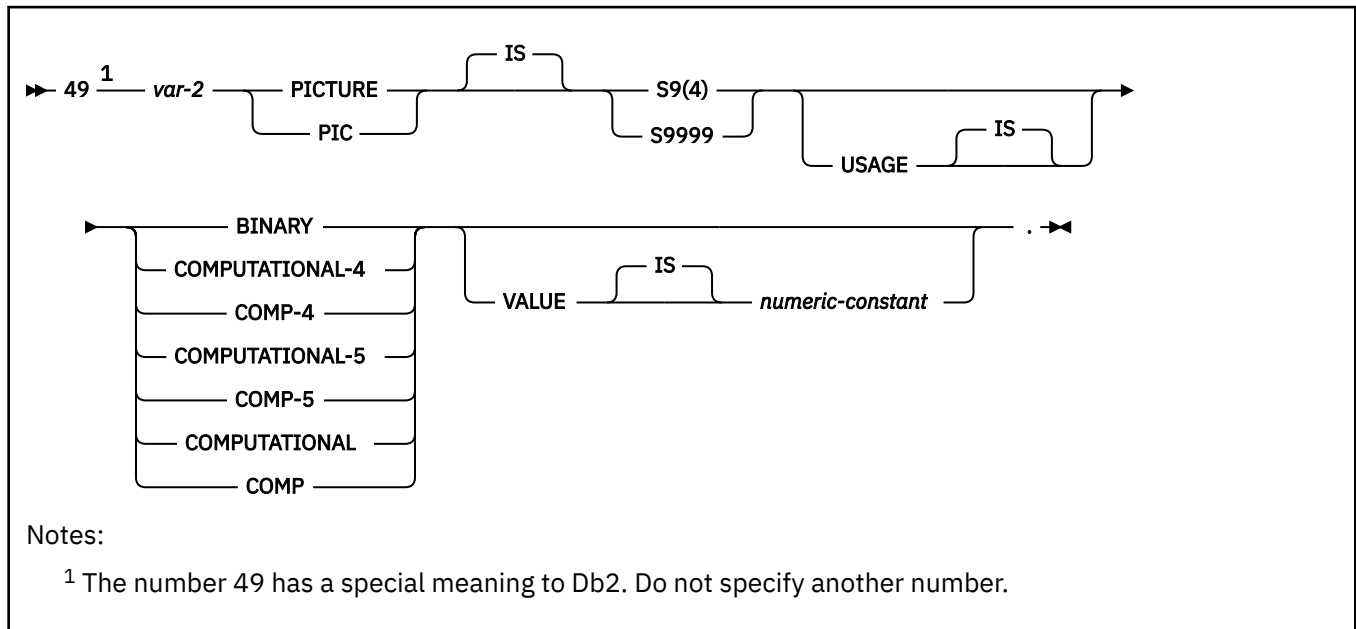 IS
49 1 var-2 PICTURE S9(4)
PIC S9999 IS
USAGE
BINARY .
COMPUTATIONAL-4 IS
COMP-4 VALUE numeric-constant
COMPUTATIONAL-5
COMP-5
COMPUTATIONAL
COMP
Notes:
1 The number 49 has a special meaning to Db2. Do not specify another number.